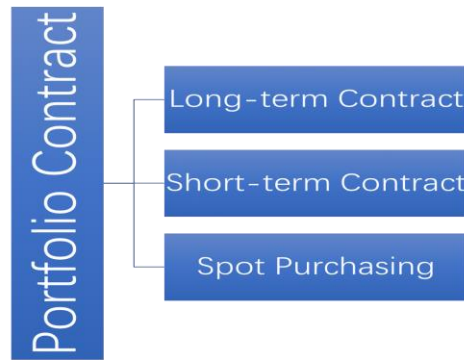 Portfolio Contract
Long-term Contract
Short-term Contract
Spot Purchasing